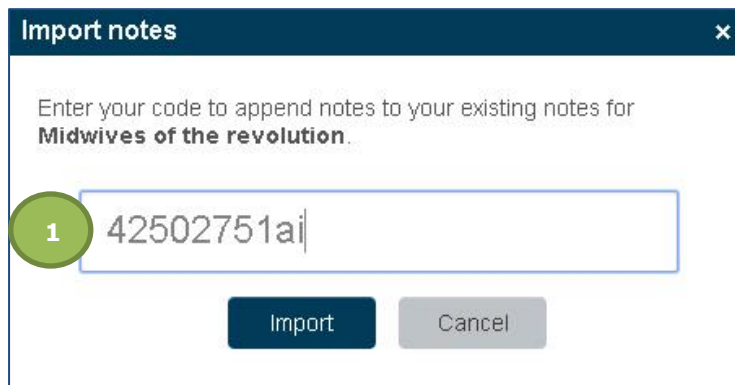 Import notes ×
Enter your code to append notes to your existing notes for
Midwives of the revolution.
1 42502751ai
Import Cancel